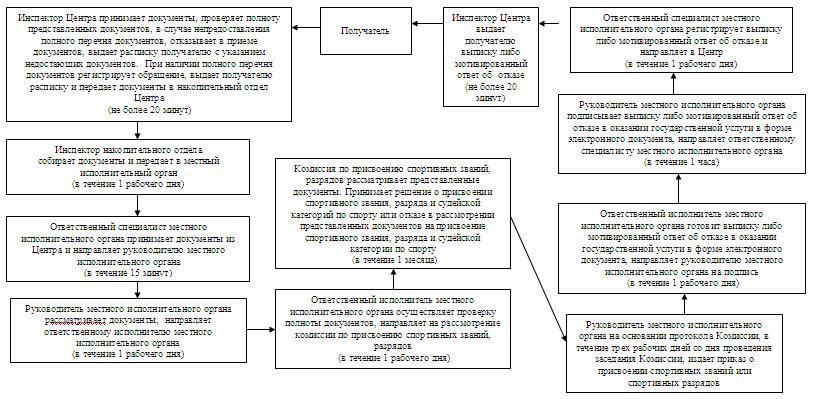 Инспектор Центра принимает документы, проверяет полноту
представленных документов, в случае непредоставления
полного перечня документов, отказывает в приеме
документов, выдает расписку получателю с указанием
недостающих документов. При наличии полного перечня
документов регистрирует обращение, выдает получателю
расписку и передает документы в накопительный отдел
Центра
(не более 20 минут)
Получатель
Инспектор Центра
выдает
получателю
выписку либо
мотивированный
ответ об отказе
(не более 20
минут)
Ответственный специалист местного
исполнительного органа регистрирует выписку
либо мотивированный ответ об отказе и
направляет в Центр
(в течение 1 рабочего дня)
Руководитель местного исполнительного органа
подписывает выписку либо мотивированный ответ об
отказе в оказании государственной услуги в форме
электронного документа, направляет ответственному
специалисту местного исполнительного органа
(в течение 1 часа)
Инспектор накопительного отдела
собирает документы и передает в местный
исполнительный орган
(в течение 1 рабочего дня)
Комиссия по присвоению спортивных званий,
разрядов рассматривает представленные
документы. Принимает решение о присвоении
спортивного звания, разряда и судейской
категорий по спорту или отказе в рассмотрении
представленных документов на присвоение
спортивного звания, разряда и судейской
категории по спорту
(в течение 1 месяца)
Ответственный специалист местного
исполнительного органа принимает документы из
Центра и направляет руководителю местного
исполнительного органа
(в течение 15 минут)
Ответственный исполнитель местного
исполнительного органа готовит выписку либо
мотивированный ответ об отказе в оказании
государственной услуги в форме электронного
документа, направляет руководителю местного
исполнительного органа на подпись
(в течение 1 рабочего дня)
Руководитель местного исполнительного органа
рассматривает документы, направляет
ответственному исполнителю местного
исполнительного органа
(в течение 1 рабочего дня)
Ответственный исполнитель местного
исполнительного органа осуществляет проверку
полноты документов, направляет на рассмотрение
комиссии по присвоению спортивных званий,
разрядов
(в течение 1 рабочего дня)
Руководитель местного исполнительного
органа на основании протокола Комиссии, в
течение трех рабочих дней со дня проведения
заседания Комиссии, издает приказ о
присвоении спортивных званий или
спортивных разрядов